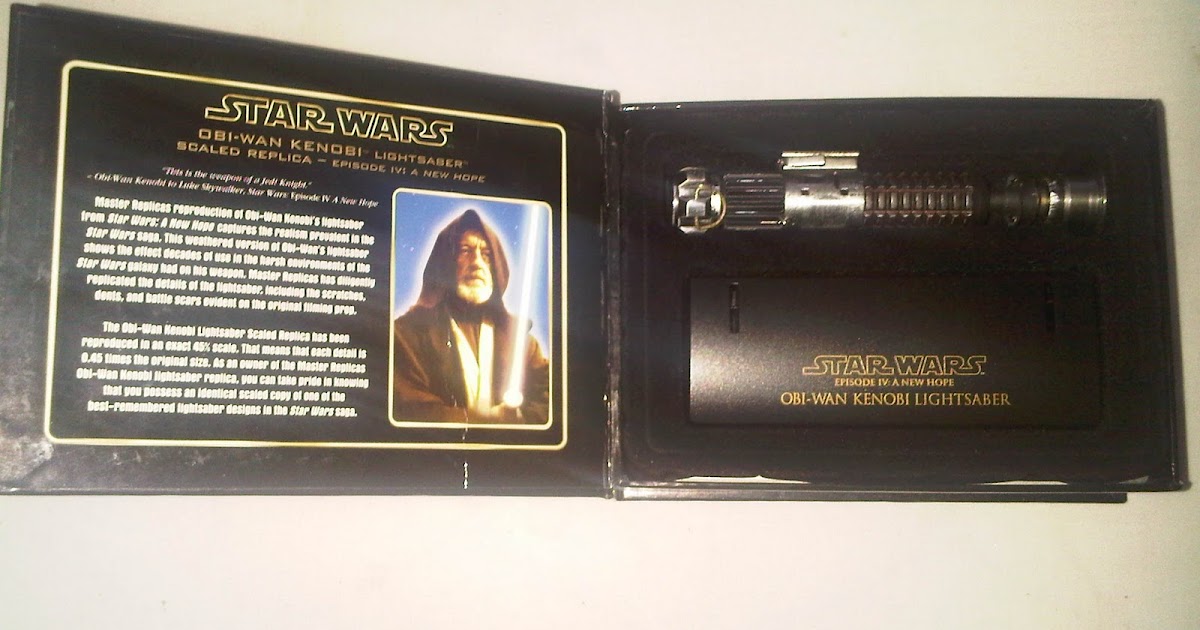 STAR WARS
OBI-WAN KENOBI™ LIGHTSABER™
SCALED REPLICA – EPISODE IV: A NEW HOPE
"This is the weapon of a Jedi Knight."
– Obi-Wan Kenobi to Luke Skywalker, Star Wars: Episode IV A New Hope
Master Replicas reproduction of Obi-Wan Kenobi's lightsaber
from Star Wars: A New Hope captures the realism prevalent in the
Star Wars saga. This weathered version of Obi-Wan's lightsaber
shows the effect decades of use in the harsh environments of the
Star Wars galaxy had on his weapon. Master Replicas has diligently
replicated the details of the lightsaber, including the scratches,
dents, and battle scars evident on the original filming prop.
The Obi-Wan Kenobi Lightsaber Scaled Replica has been
reproduced in an exact 45% scale. That means that each detail is
0.45 times the original size. As an owner of the Master Replicas
Obi-Wan Kenobi lightsaber replica, you can take pride in knowing
that you possess an identical scaled copy of one of the
best-remembered lightsaber designs in the Star Wars saga.
STAR WARS
EPISODE IV: A NEW HOPE
OBI-WAN KENOBI LIGHTSABER